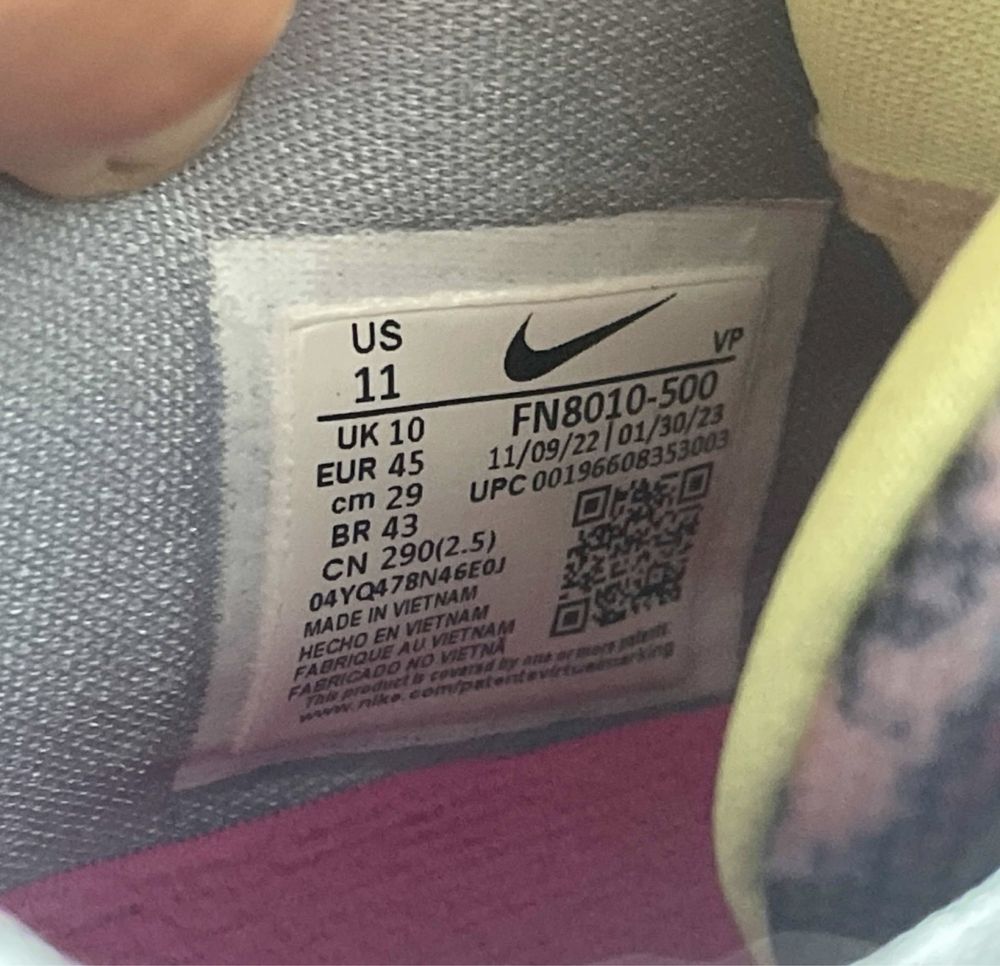 US
11
VP
UK 10
EUR 45
cm 29
BR 43
CN 290(2.5)
04YQ478N46E0J
MADE IN VIETNAM
HECHO EN VIETNAM
FABRIQUE AU VIETNAM
FABRICADO NO VIETNÃ
This product is covered by one or more patents.
www.nike.com/patentsvirtualmarking
FN8010-500
11/09/22 | 01/30/23
UPC 00196608353003